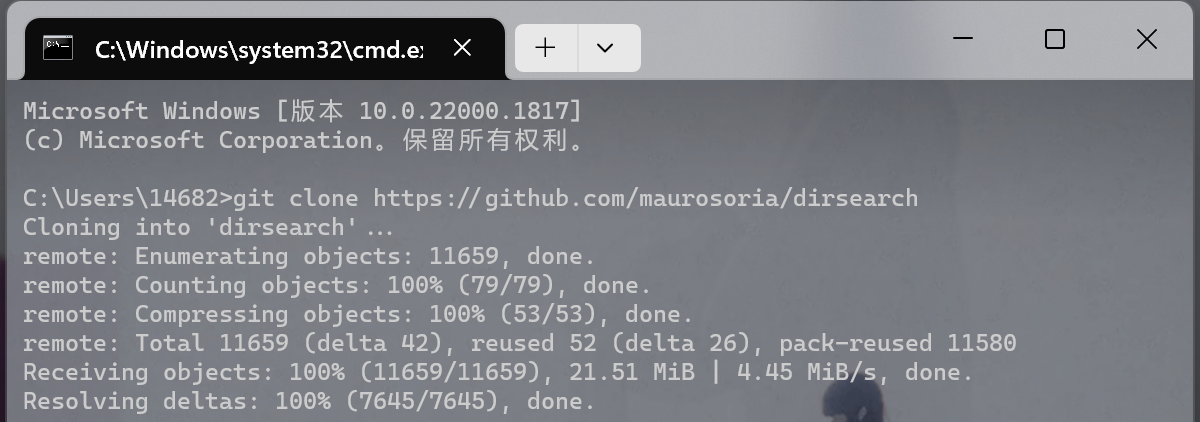 C:\Windows\system32\cmd.ex
Microsoft Windows [版本 10.0.22000.1817]
(c) Microsoft Corporation。保留所有权利。
C:\Users\14682>git clone https://github.com/maurosoria/dirsearch
Cloning into 'dirsearch'...
remote: Enumerating objects: 11659, done.
remote: Counting objects: 100% (79/79), done.
remote: Compressing objects: 100% (53/53), done.
remote: Total 11659 (delta 42), reused 52 (delta 26), pack-reused 11580
Receiving objects: 100% (11659/11659), 21.51 MiB | 4.45 MiB/s, done.
Resolving deltas: 100% (7645/7645), done.